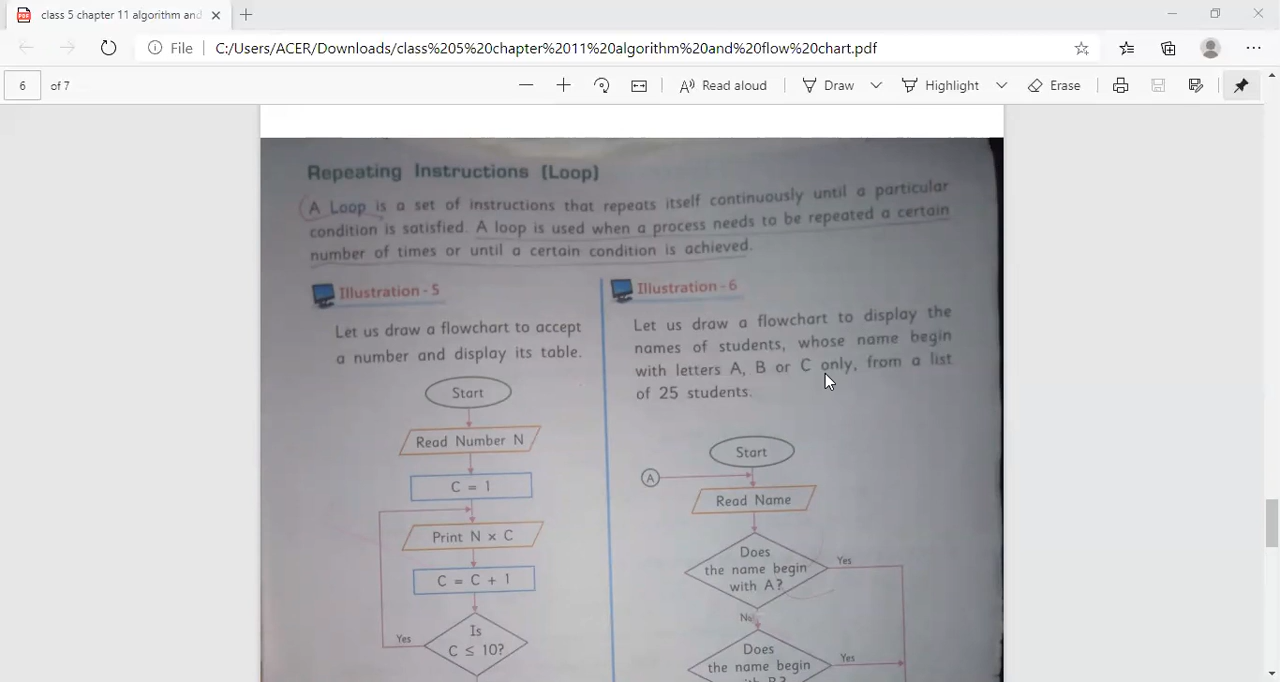 class 5 chapter 11 algorithm and
File
C:/Users/ACER/Downloads/class%205%20chapter%2011%20algorithm%20and%20flow%20chart.pdf
6 of 7
Read aloud
Draw
Highlight
Erase
Repeating Instructions (Loop)
A Loop is a set of instructions that repeats itself continuously until a particular
condition is satisfied. A loop is used when a process needs to be repeated a certain
number of times or until a certain condition is achieved.
Illustration - 5
Let us draw a flowchart to accept
a number and display its table.
Start
Read Number N
C = 1
Print N × C
C = C + 1
Is
C ≤ 10?
Yes
Illustration - 6
Let us draw a flowchart to display the
names of students, whose name begin
with letters A, B or C only, from a list
of 25 students.
Start
A
Read Name
Does
the name begin
with A?
Yes
No
Does
the name begin
Yes